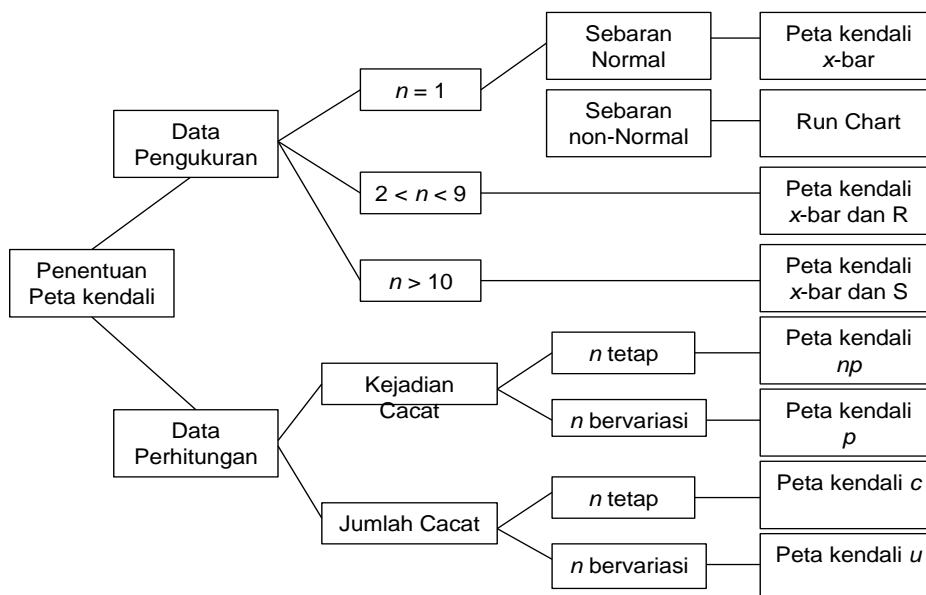 Sebaran
Normal
Peta kendali
x-bar
n = 1
Sebaran
non-Normal
Run Chart
Data
Pengukuran
2 < n < 9
Peta kendali
x-bar dan R
Penentuan
Peta kendali
n > 10
Peta kendali
x-bar dan S
Kejadian
Cacat
n tetap
Peta kendali
np
n bervariasi
Peta kendali
p
Data
Perhitungan
Jumlah Cacat
n tetap
Peta kendali c
n bervariasi
Peta kendali u